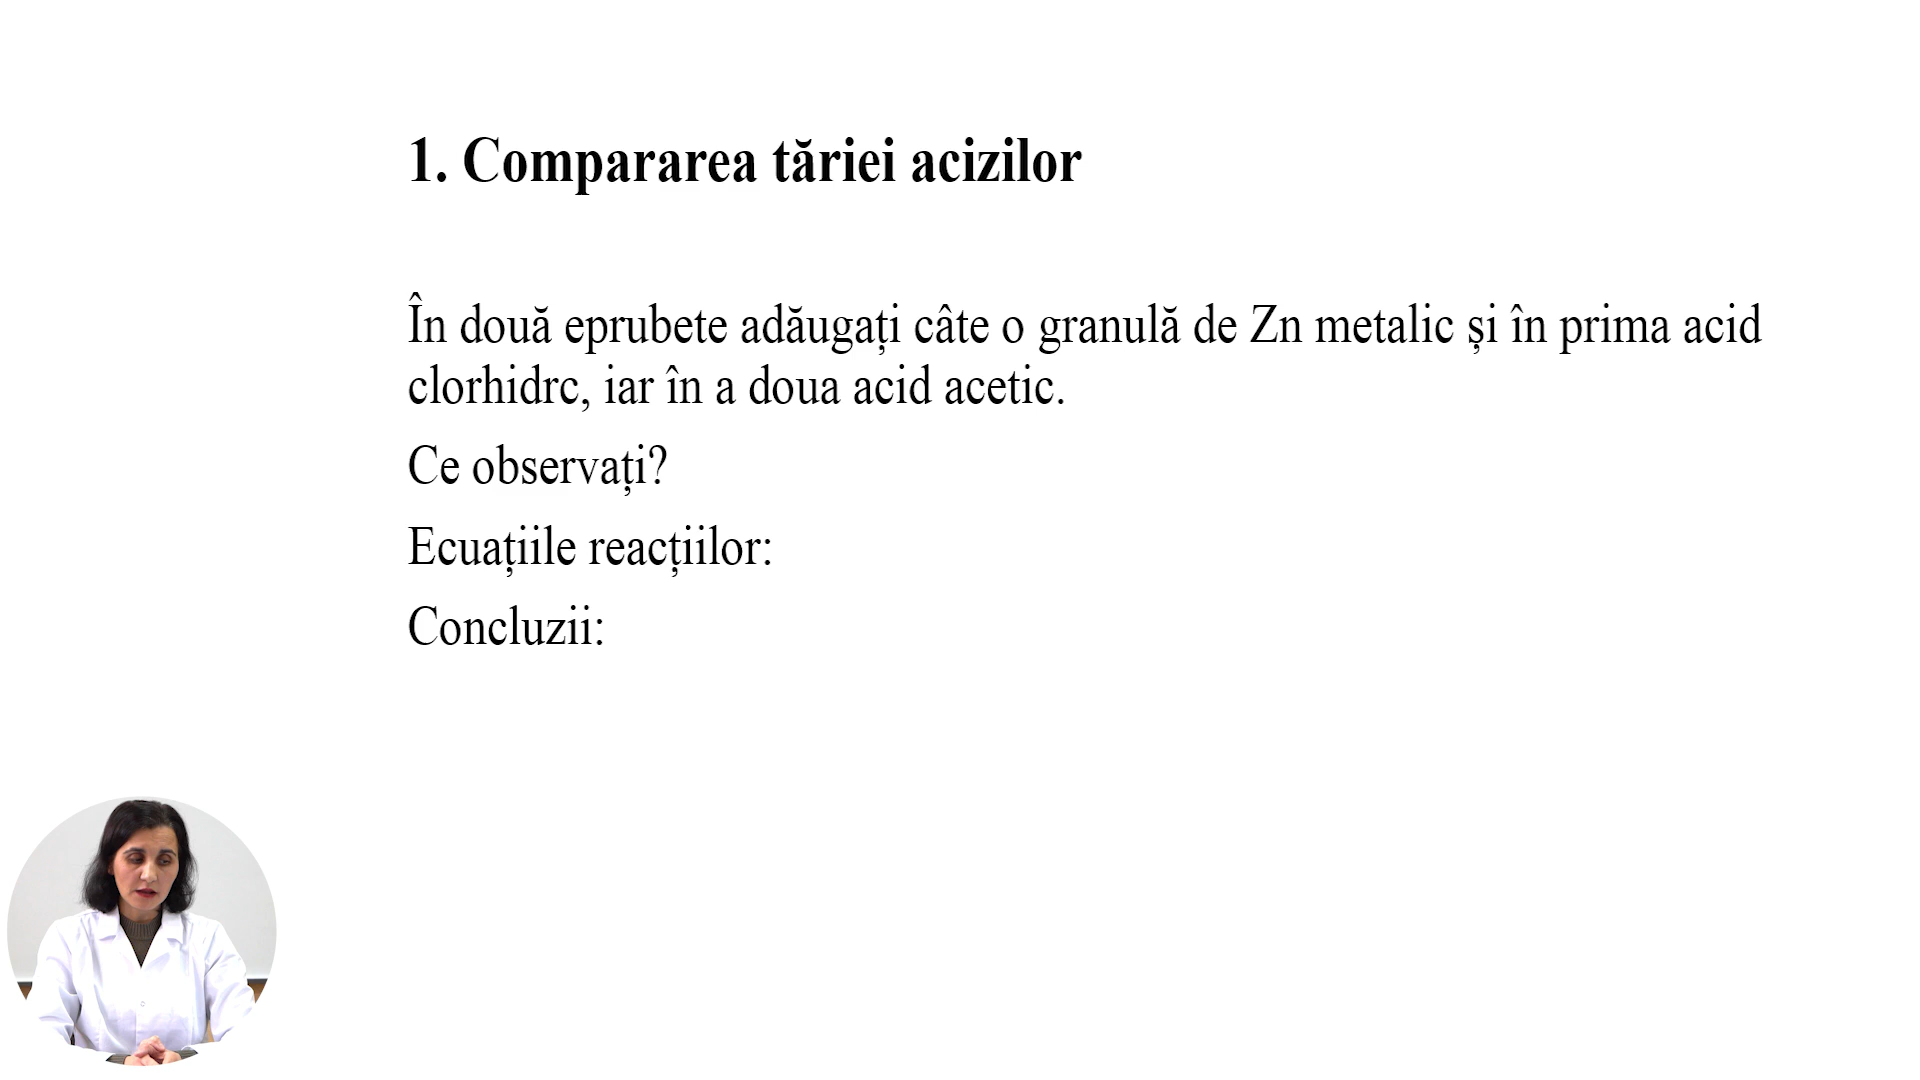 1. Compararea tăriei acizilor
În două eprubete adăugați câte o granulă de Zn metalic și în prima acid
clorhidrc, iar în a doua acid acetic.
Ce observați?
Ecuațiile reacțiilor:
Concluzii: